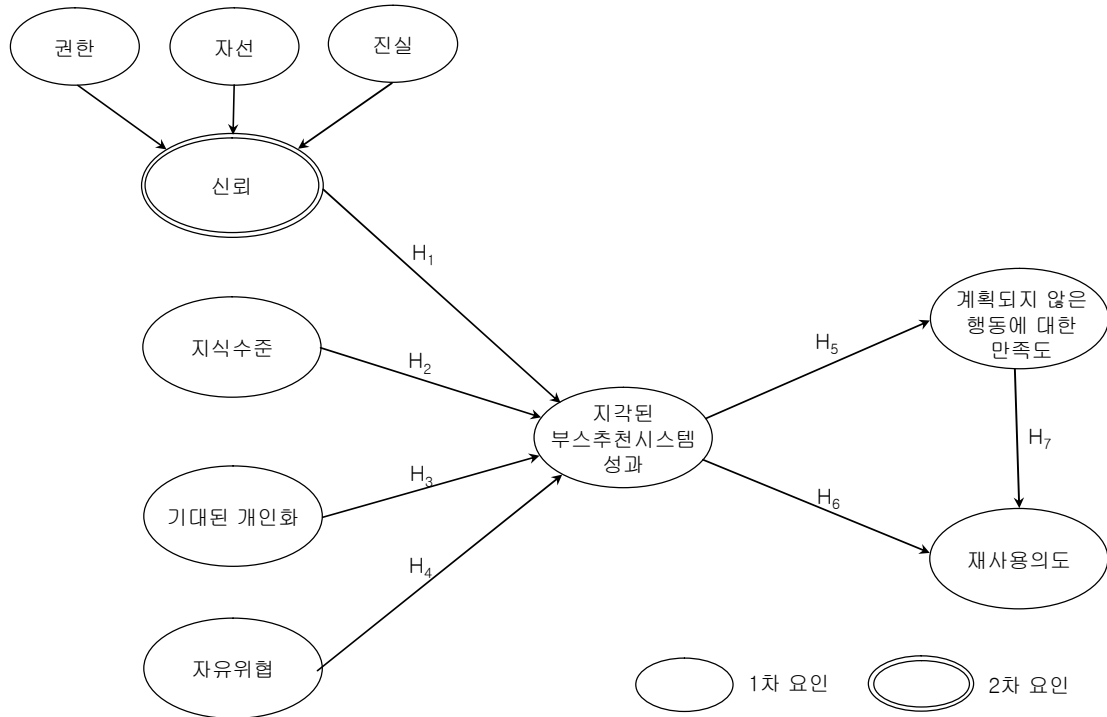 권한
자선
진실
신뢰
H₁
지식수준
H₂
기대된 개인화
H₃
자유위협
H₄
지각된
부스추천시스템
성과
H₅
H₆
계획되지 않은
행동에 대한
만족도
H₇
재사용의도
1차 요인
2차 요인